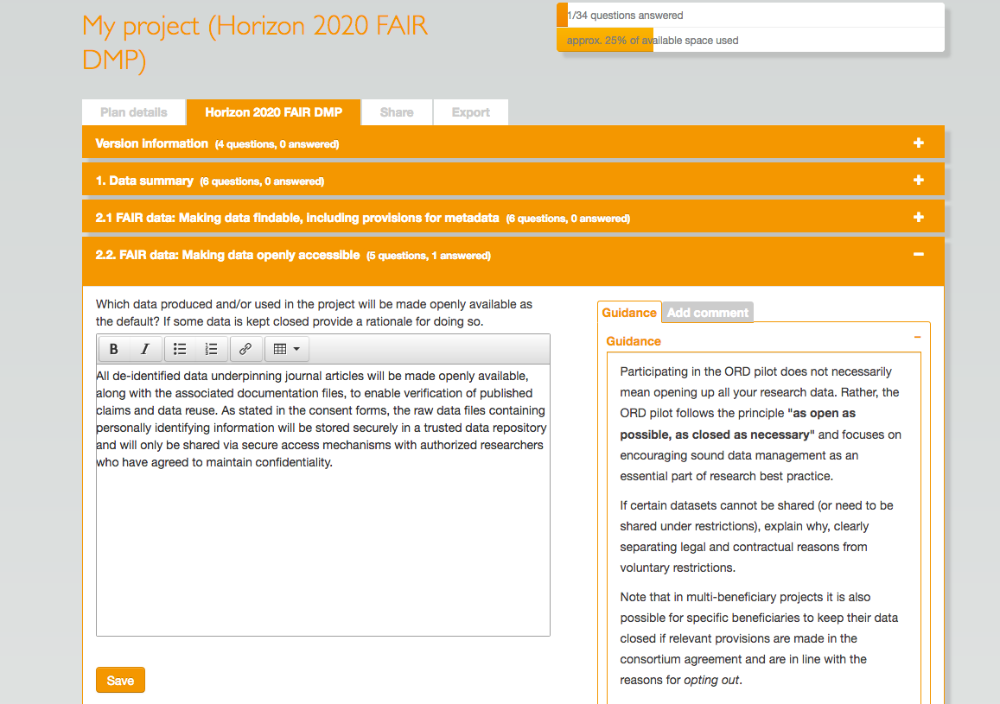 My project (Horizon 2020 FAIR
DMP)
1/34 questions answered
approx. 25% of available space used
Plan details
Horizon 2020 FAIR DMP
Share
Export
Version information (4 questions, 0 answered)
1. Data summary (6 questions, 0 answered)
2.1 FAIR data: Making data findable, including provisions for metadata (6 questions, 0 answered)
2.2. FAIR data: Making data openly accessible (5 questions, 1 answered)
Which data produced and/or used in the project will be made openly available as
the default? If some data is kept closed provide a rationale for doing so.
B I
All de-identified data underpinning journal articles will be made openly available,
along with the associated documentation files, to enable verification of published
claims and data reuse. As stated in the consent forms, the raw data files containing
personally identifying information will be stored securely in a trusted data repository
and will only be shared via secure access mechanisms with authorized researchers
who have agreed to maintain confidentiality.
Save
Guidance
Add comment
Guidance
Participating in the ORD pilot does not necessarily
mean opening up all your research data. Rather, the
ORD pilot follows the principle "as open as
possible, as closed as necessary" and focuses on
encouraging sound data management as an
essential part of research best practice.
If certain datasets cannot be shared (or need to be
shared under restrictions), explain why, clearly
separating legal and contractual reasons from
voluntary restrictions.
Note that in multi-beneficiary projects it is also
possible for specific beneficiaries to keep their data
closed if relevant provisions are made in the
consortium agreement and are in line with the
reasons for opting out.